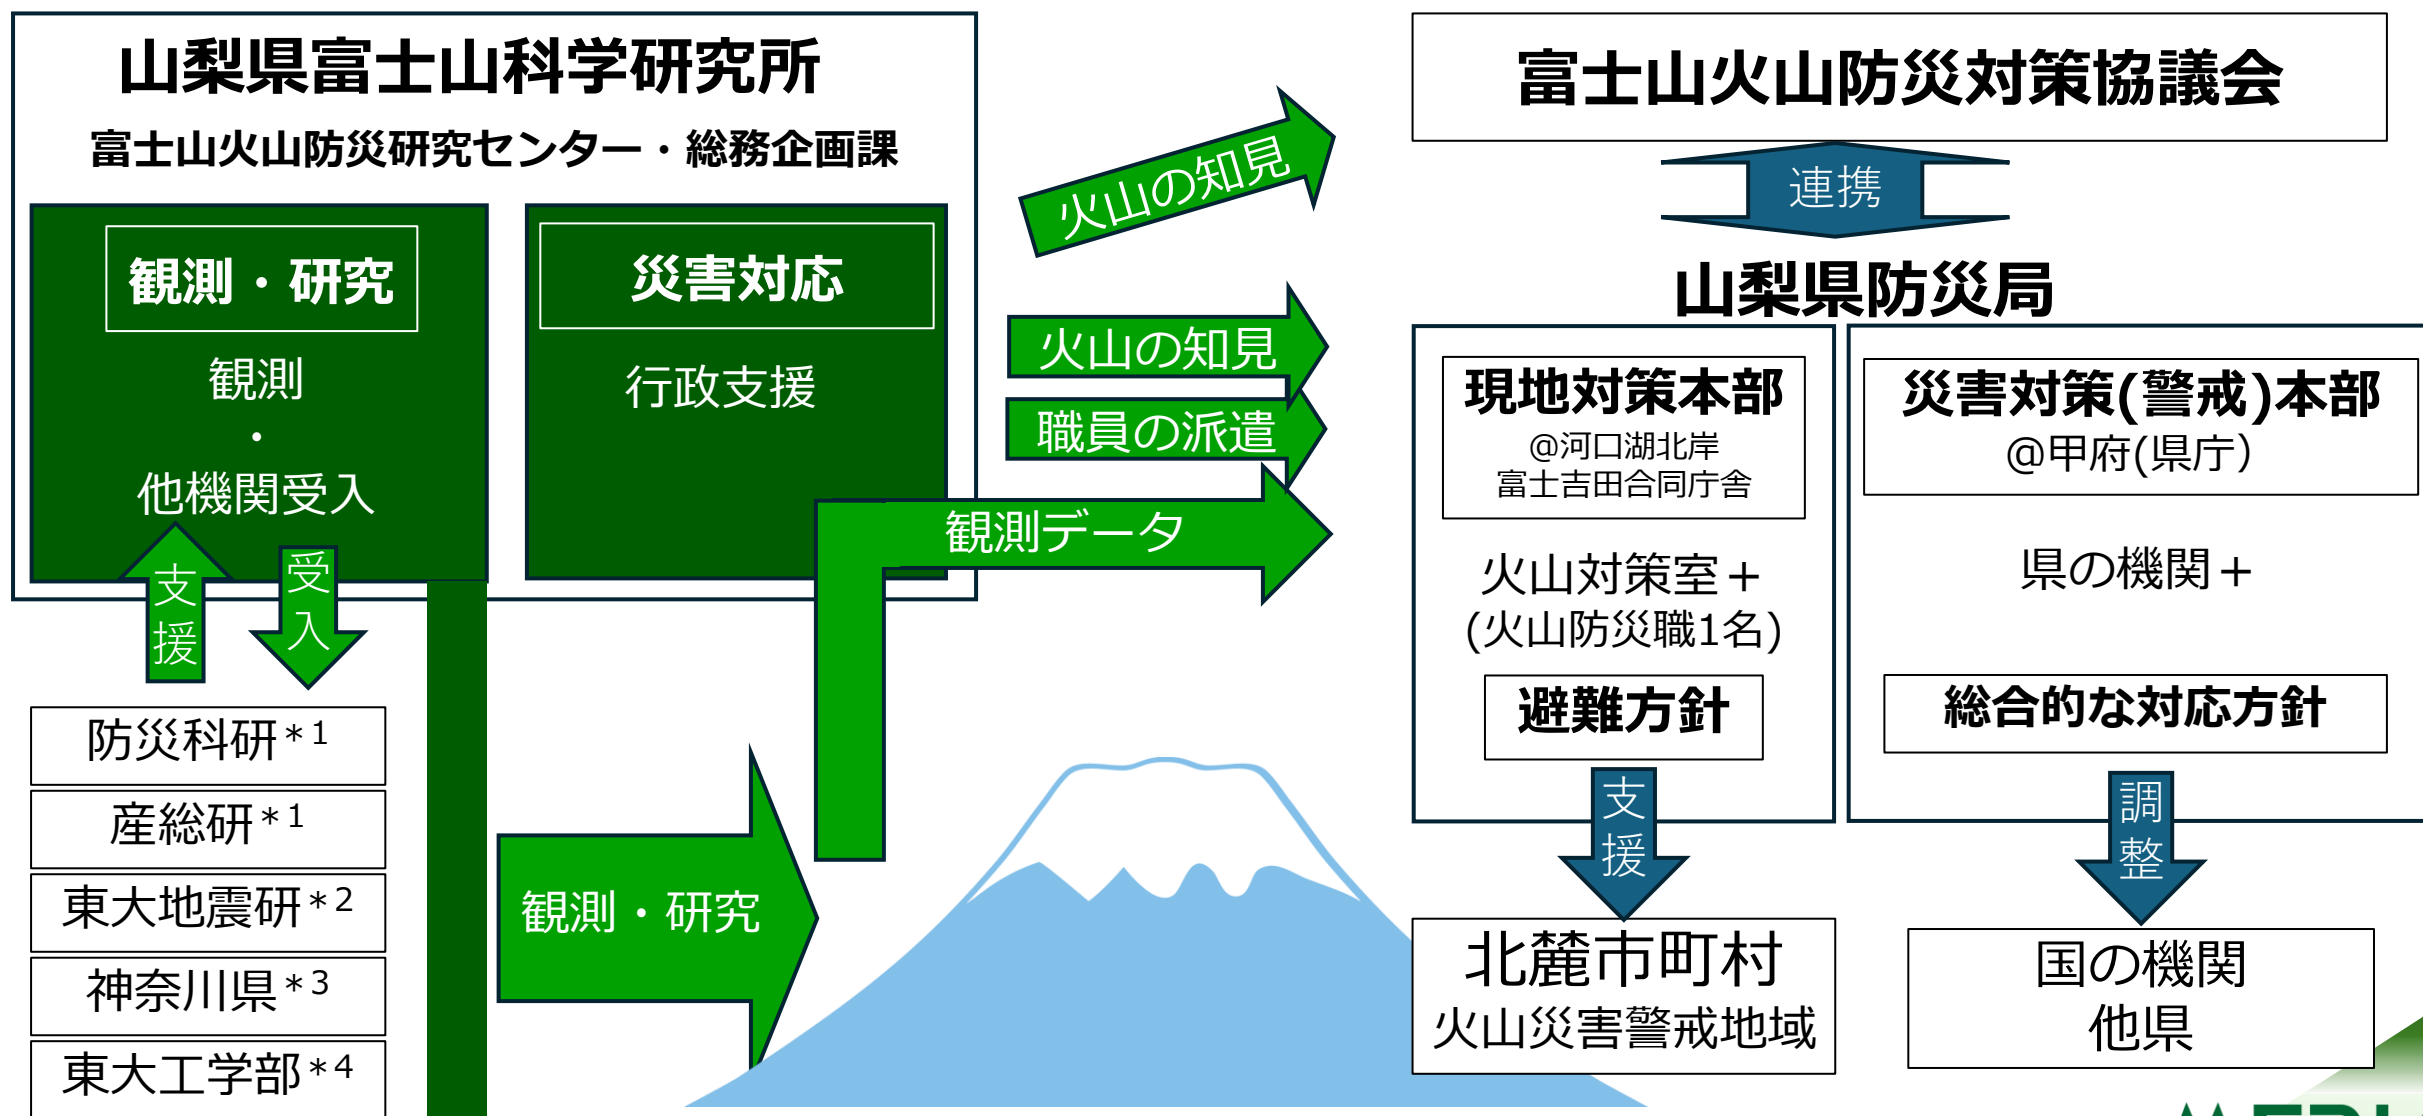 山梨県富士山科学研究所
富士山火山防災研究センター・総務企画課
観測・研究
観測
・
他機関受入
災害対応
行政支援
支援
受入
防災科研*1
産総研*1
東大地震研*2
神奈川県*3
東大工学部*4
観測・研究
火山の知見
火山の知見
職員の派遣
観測データ
富士山火山防災対策協議会
連携
山梨県防災局
現地対策本部
@河口湖北岸
富士吉田合同庁舎
火山対策室+
(火山防災職1名)
避難方針
支援
北麓市町村
火山災害警戒地域
災害対策(警戒)本部
@甲府(県庁)
県の機関+
総合的な対応方針
調整
国の機関
他県